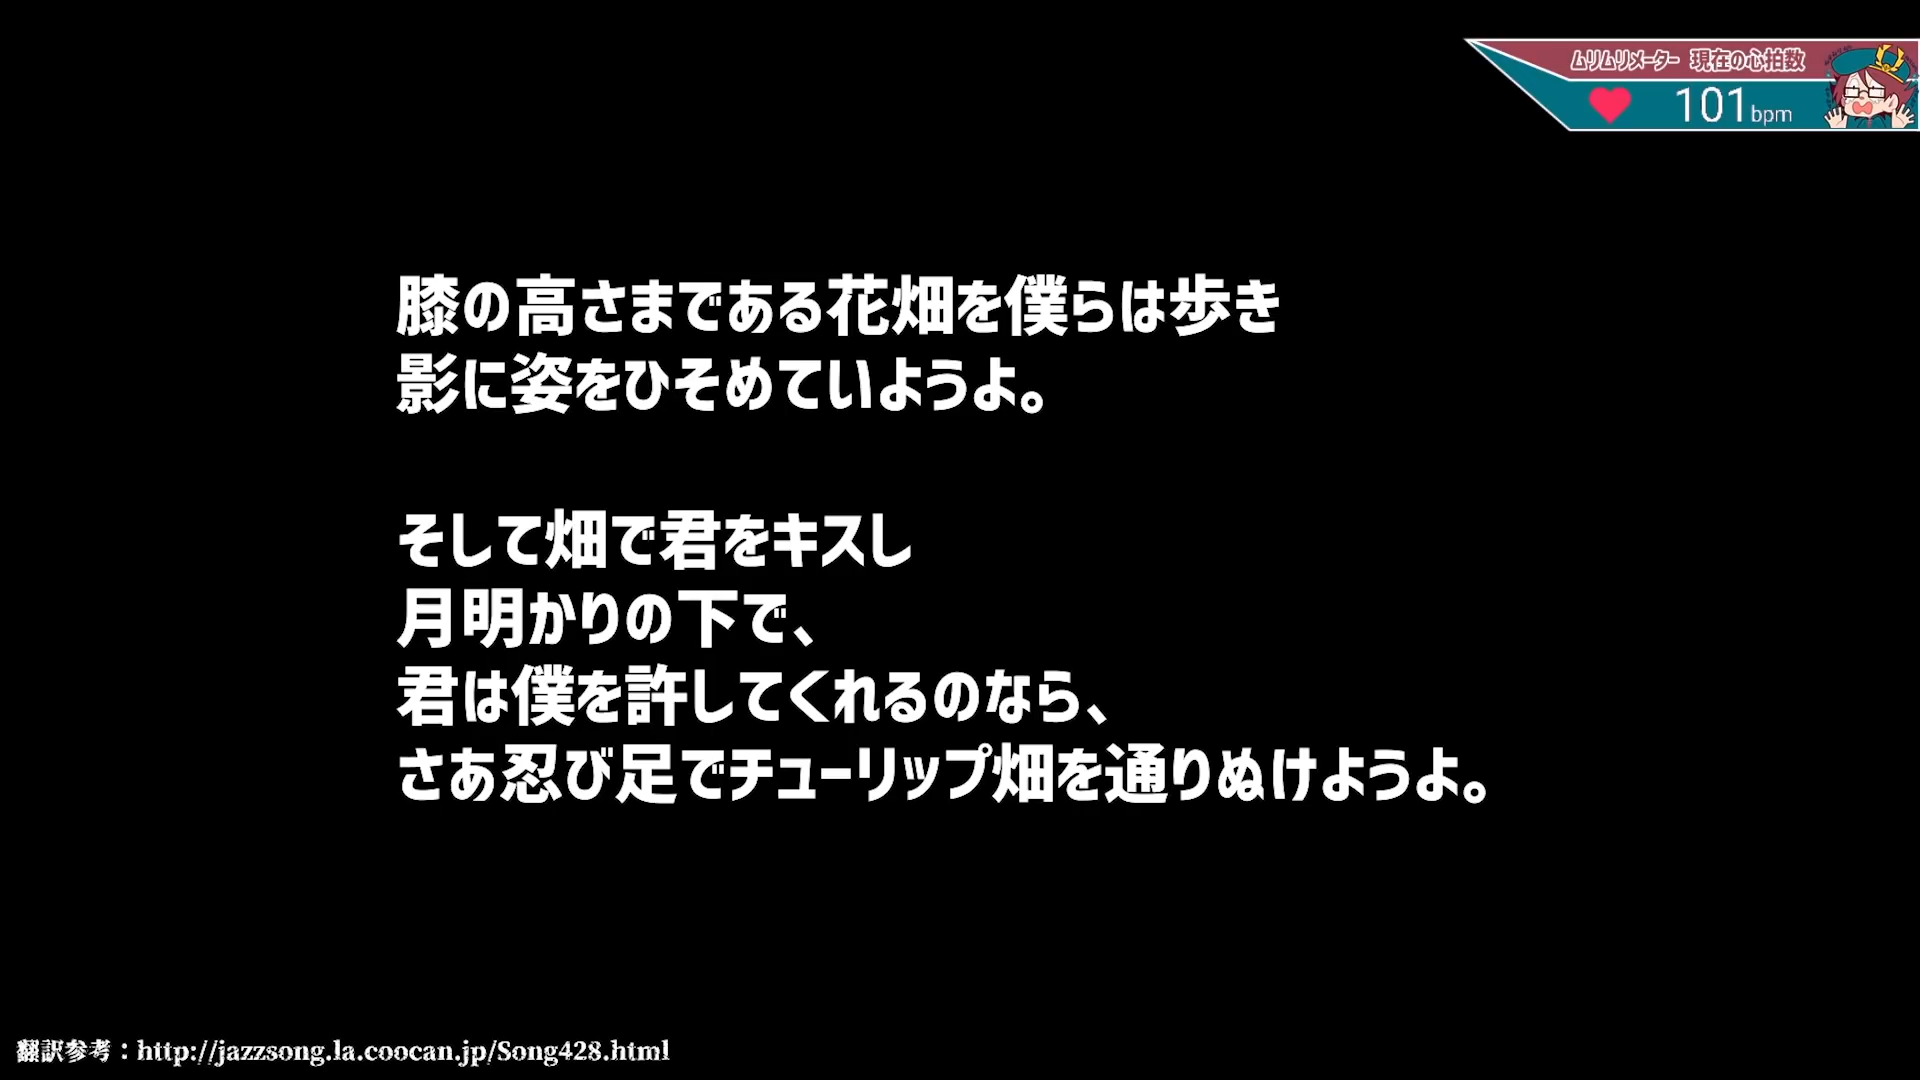 ムリムリメーター 現在の心拍数
101bpm
膝の高さまである花畑を僕らは歩き
影に姿をひそめていようよ。
そして畑で君をキスし
月明かりの下で、
君は僕を許してくれるのなら、
さあ忍び足でチューリップ畑を通りぬけようよ。
翻訳参考：http://jazzsong.la.coocan.jp/Song428.html